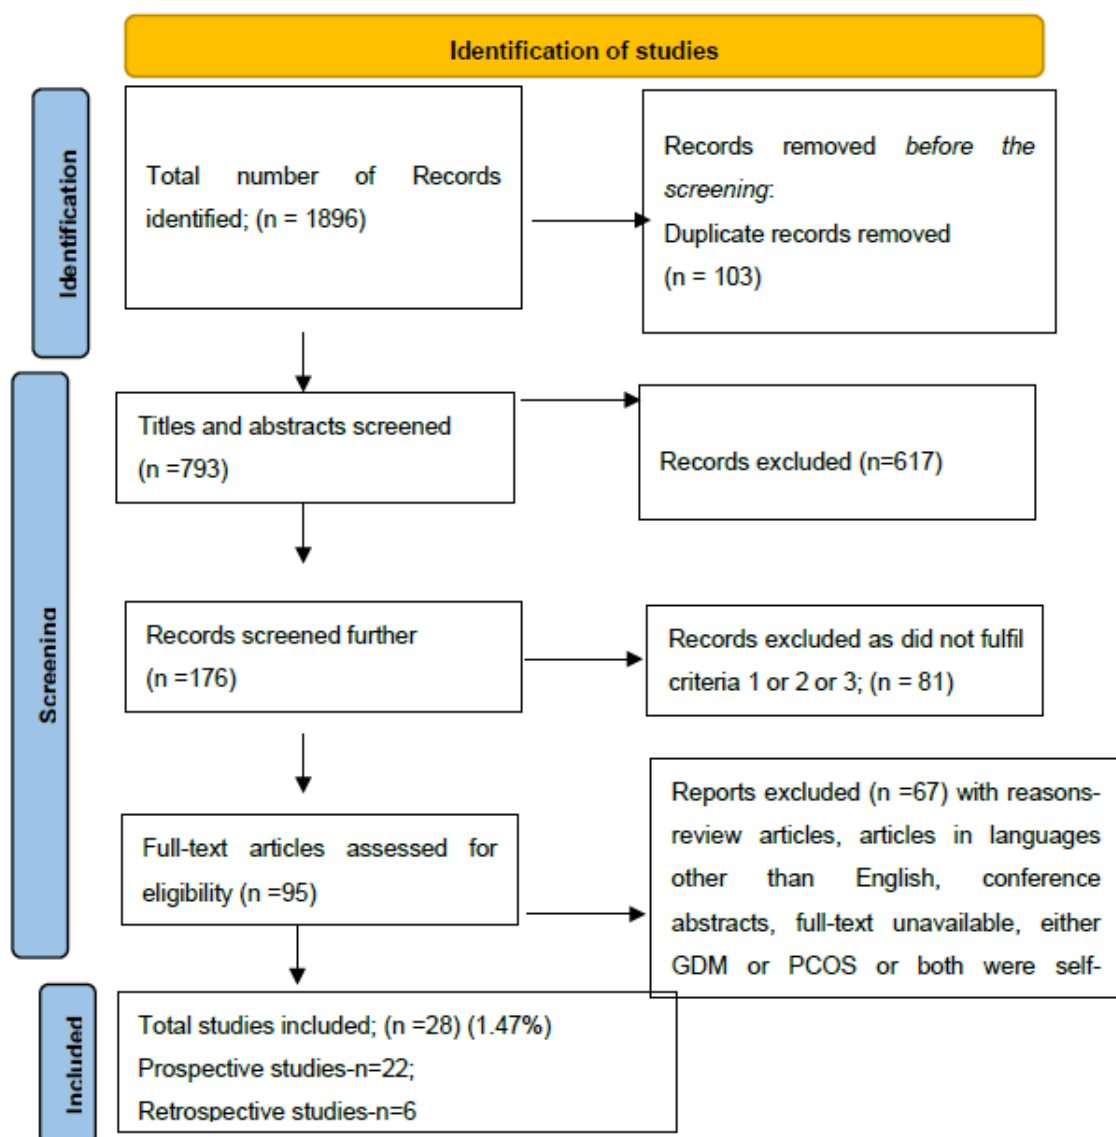 Identification of studies
Identification
Total number of Records
identified; (n = 1896)
Records removed before the
screening:
Duplicate records removed
(n = 103)
Screening
Titles and abstracts screened
(n =793)
Records excluded (n=617)
Records screened further
(n =176)
Records excluded as did not fulfil
criteria 1 or 2 or 3; (n = 81)
Full-text articles assessed for
eligibility (n =95)
Reports excluded (n =67) with reasons-
review articles, articles in languages
other than English, conference
abstracts, full-text unavailable, either
GDM or PCOS or both were self-
Included
Total studies included; (n =28) (1.47%)
Prospective studies-n=22;
Retrospective studies-n=6